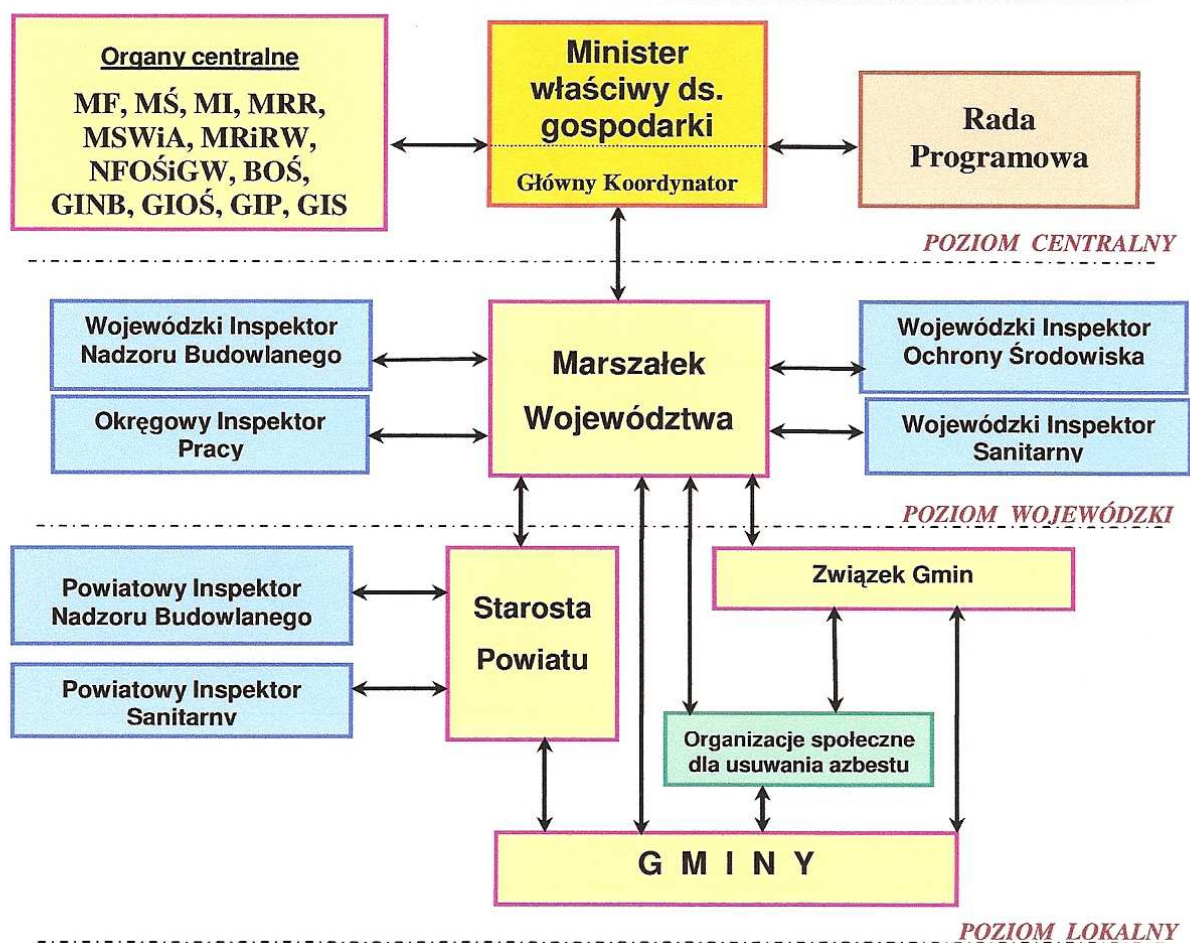 Organy centralne
MF, MŚ, MI, MRR,
MSWiA, MRiRW,
NFOŚiGW, BOŚ,
GINB, GIOŚ, GIP, GIS
Minister
właściwy ds.
gospodarki
Główny Koordynator
Rada
Programowa
POZIOM CENTRALNY
Wojewódzki Inspektor
Nadzoru Budowlanego
Okręgowy Inspektor
Pracy
Marszałek
Województwa
Wojewódzki Inspektor
Ochrony Środowiska
Wojewódzki Inspektor
Sanitarny
POZIOM WOJEWÓDZKI
Powiatowy Inspektor
Nadzoru Budowlanego
Powiatowy Inspektor
Sanitarny
Starosta
Powiatu
Związek Gmin
Organizacje społeczne
dla usuwania azbestu
G M I N Y
POZIOM LOKALNY